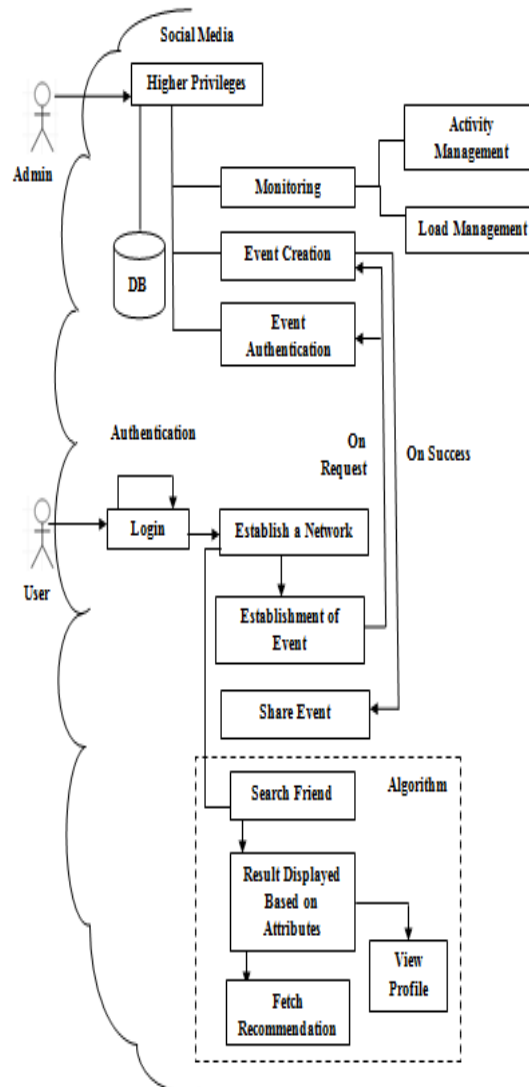 Social Media
Higher Privileges
Admin
Activity
Management
Monitoring
Load Management
Event Creation
DB
Event
Authentication
Authentication
On
Request
On Success
Login
Establish a Network
User
Establishment of
Event
Share Event
Search Friend
Algorithm
Result Displayed
Based on
Attributes
View
Profile
Fetch
Recommendation